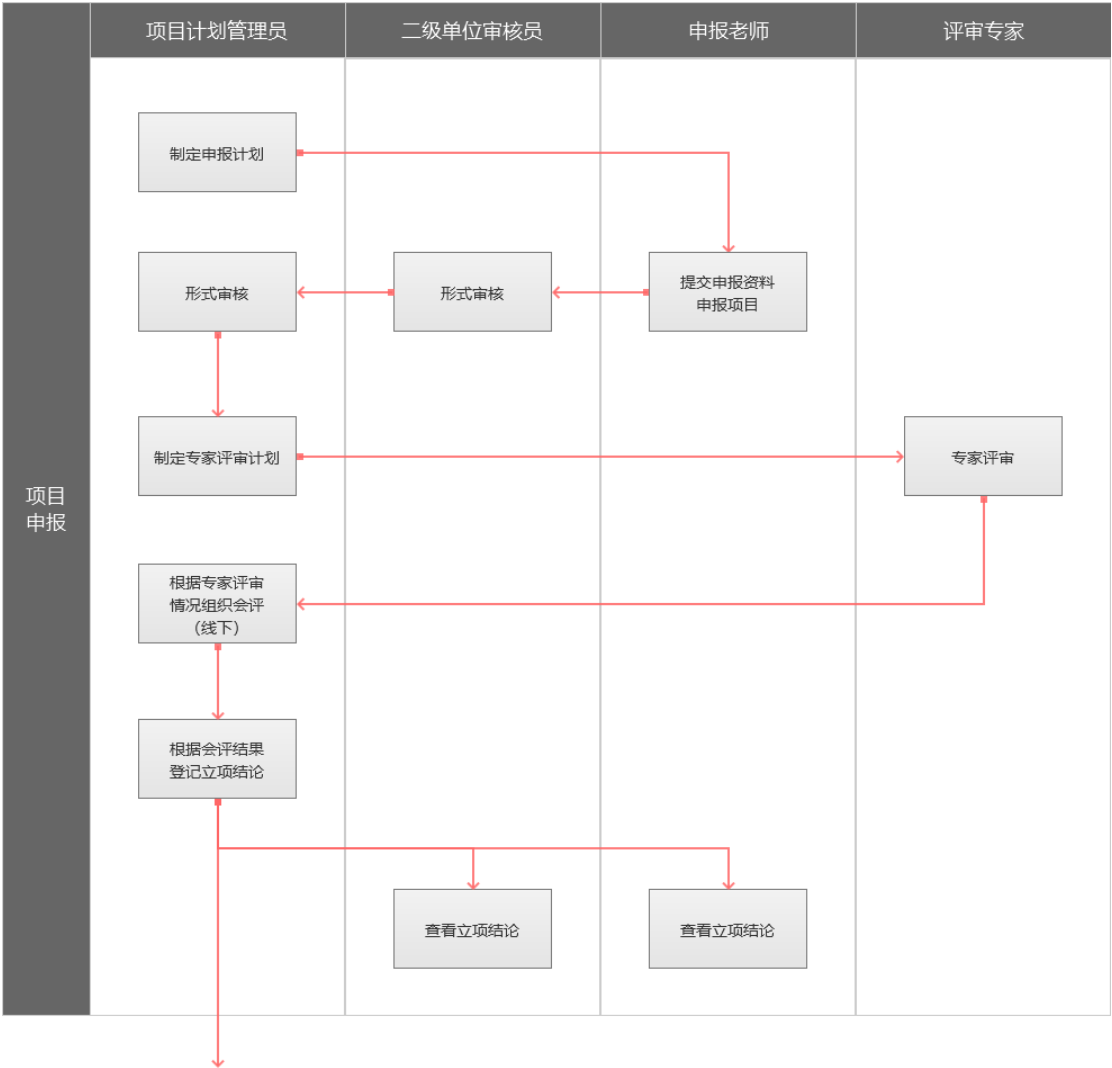 项目计划管理员
二级单位审核员
申报老师
评审专家
项目
申报
制定申报计划
形式审核
形式审核
提交申报资料
申报项目
制定专家评审计划
专家评审
根据专家评审
情况组织会评
（线下）
根据会评结果
登记立项结论
查看立项结论
查看立项结论